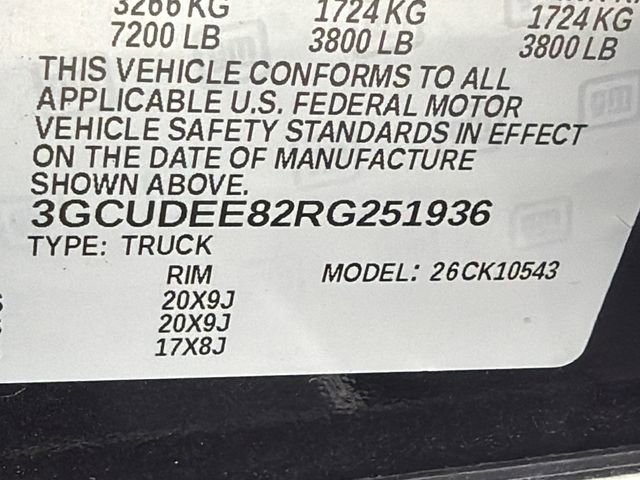 3266 KG 1724 KG 1724 KG
7200 LB 3800 LB 3800 LB
THIS VEHICLE CONFORMS TO ALL
APPLICABLE U.S. FEDERAL MOTOR
VEHICLE SAFETY STANDARDS IN EFFECT
ON THE DATE OF MANUFACTURE
SHOWN ABOVE.
3GCUDEE82RG251936
TYPE: TRUCK
RIM MODEL: 26CK10543
20X9J
20X9J
17X8J